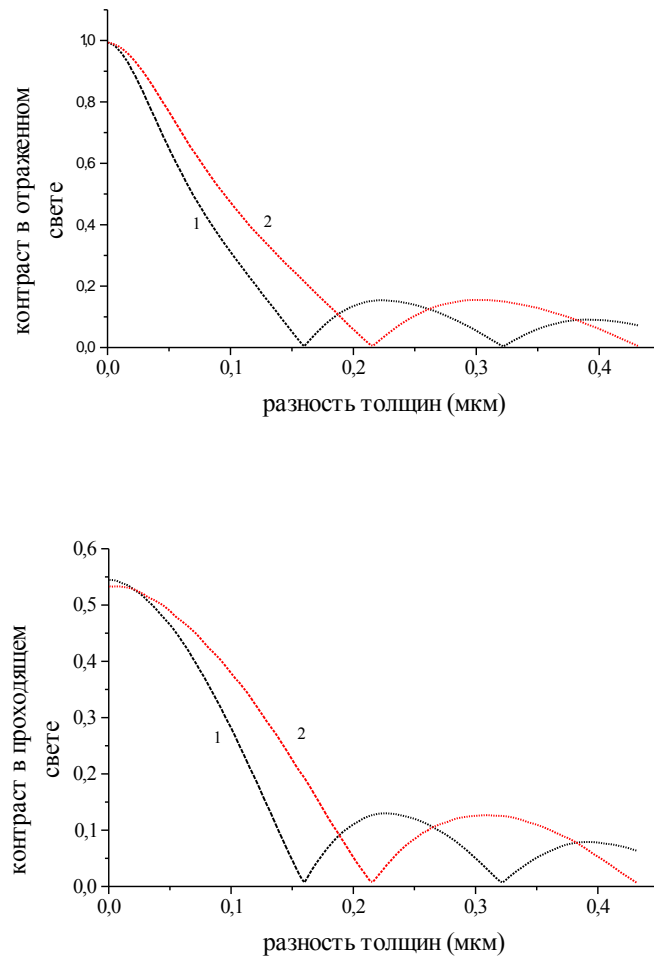 контраст в отраженном
свете
1,0
0,8
0,6
0,4
0,2
0,0
1
2
0,0 0,1 0,2 0,3 0,4
разность толщин (мкм)
контраст в проходящем
свете
0,6
0,5
0,4
0,3
0,2
0,1
0,0
1
2
0,0 0,1 0,2 0,3 0,4
разность толщин (мкм)